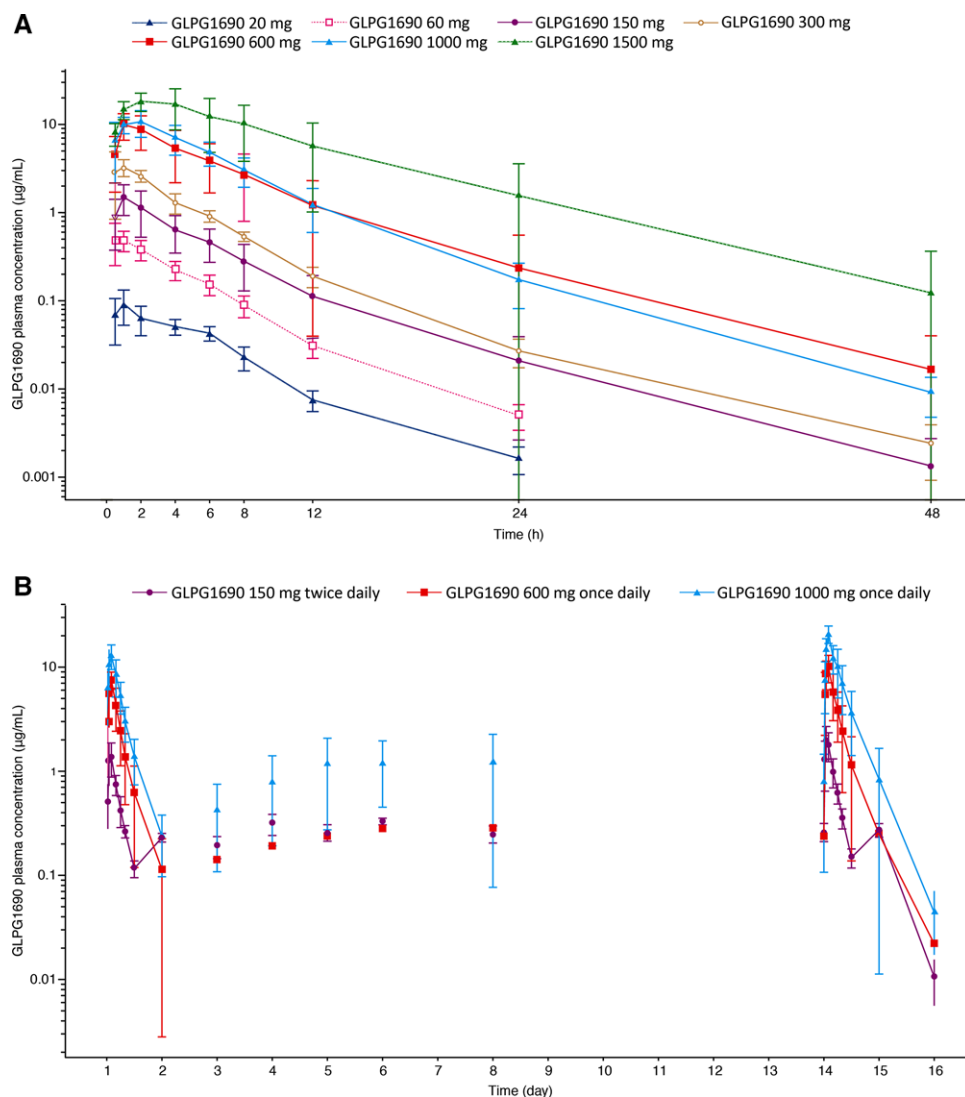 A
GLPG1690 20 mg GLPG1690 60 mg GLPG1690 150 mg GLPG1690 300 mg
GLPG1690 600 mg GLPG1690 1000 mg GLPG1690 1500 mg
GLPG1690 plasma concentration (µg/mL)
10
1
0.1
0.01
0.001
0 2 4 6 8 12 24 48
Time (h)
B
GLPG1690 150 mg twice daily GLPG1690 600 mg once daily GLPG1690 1000 mg once daily
GLPG1690 plasma concentration (µg/mL)
10
1
0.1
0.01
1 2 3 4 5 6 7 8 9 10 11 12 13 14 15 16
Time (day)